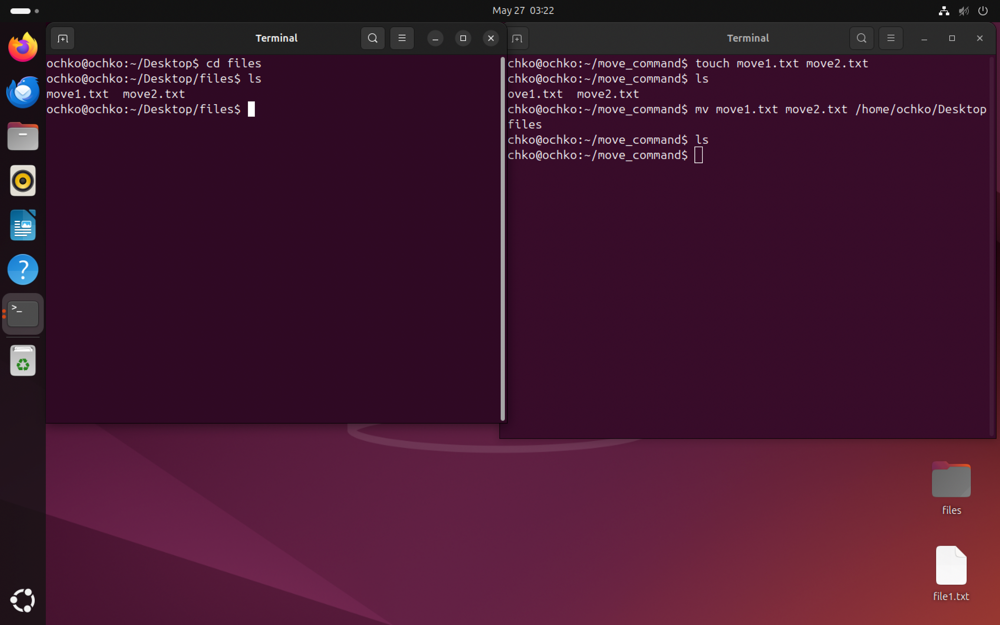 May 27 03:22
Terminal
ochko@ochko:~/Desktop$ cd files
ochko@ochko:~/Desktop/files$ ls
move1.txt  move2.txt
ochko@ochko:~/Desktop/files$
Terminal
chko@ochko:~/move_command$ touch move1.txt move2.txt
chko@ochko:~/move_command$ ls
ove1.txt  move2.txt
chko@ochko:~/move_command$ mv move1.txt move2.txt /home/ochko/Desktop
files
chko@ochko:~/move_command$ ls
chko@ochko:~/move_command$
>_
?
files
file1.txt